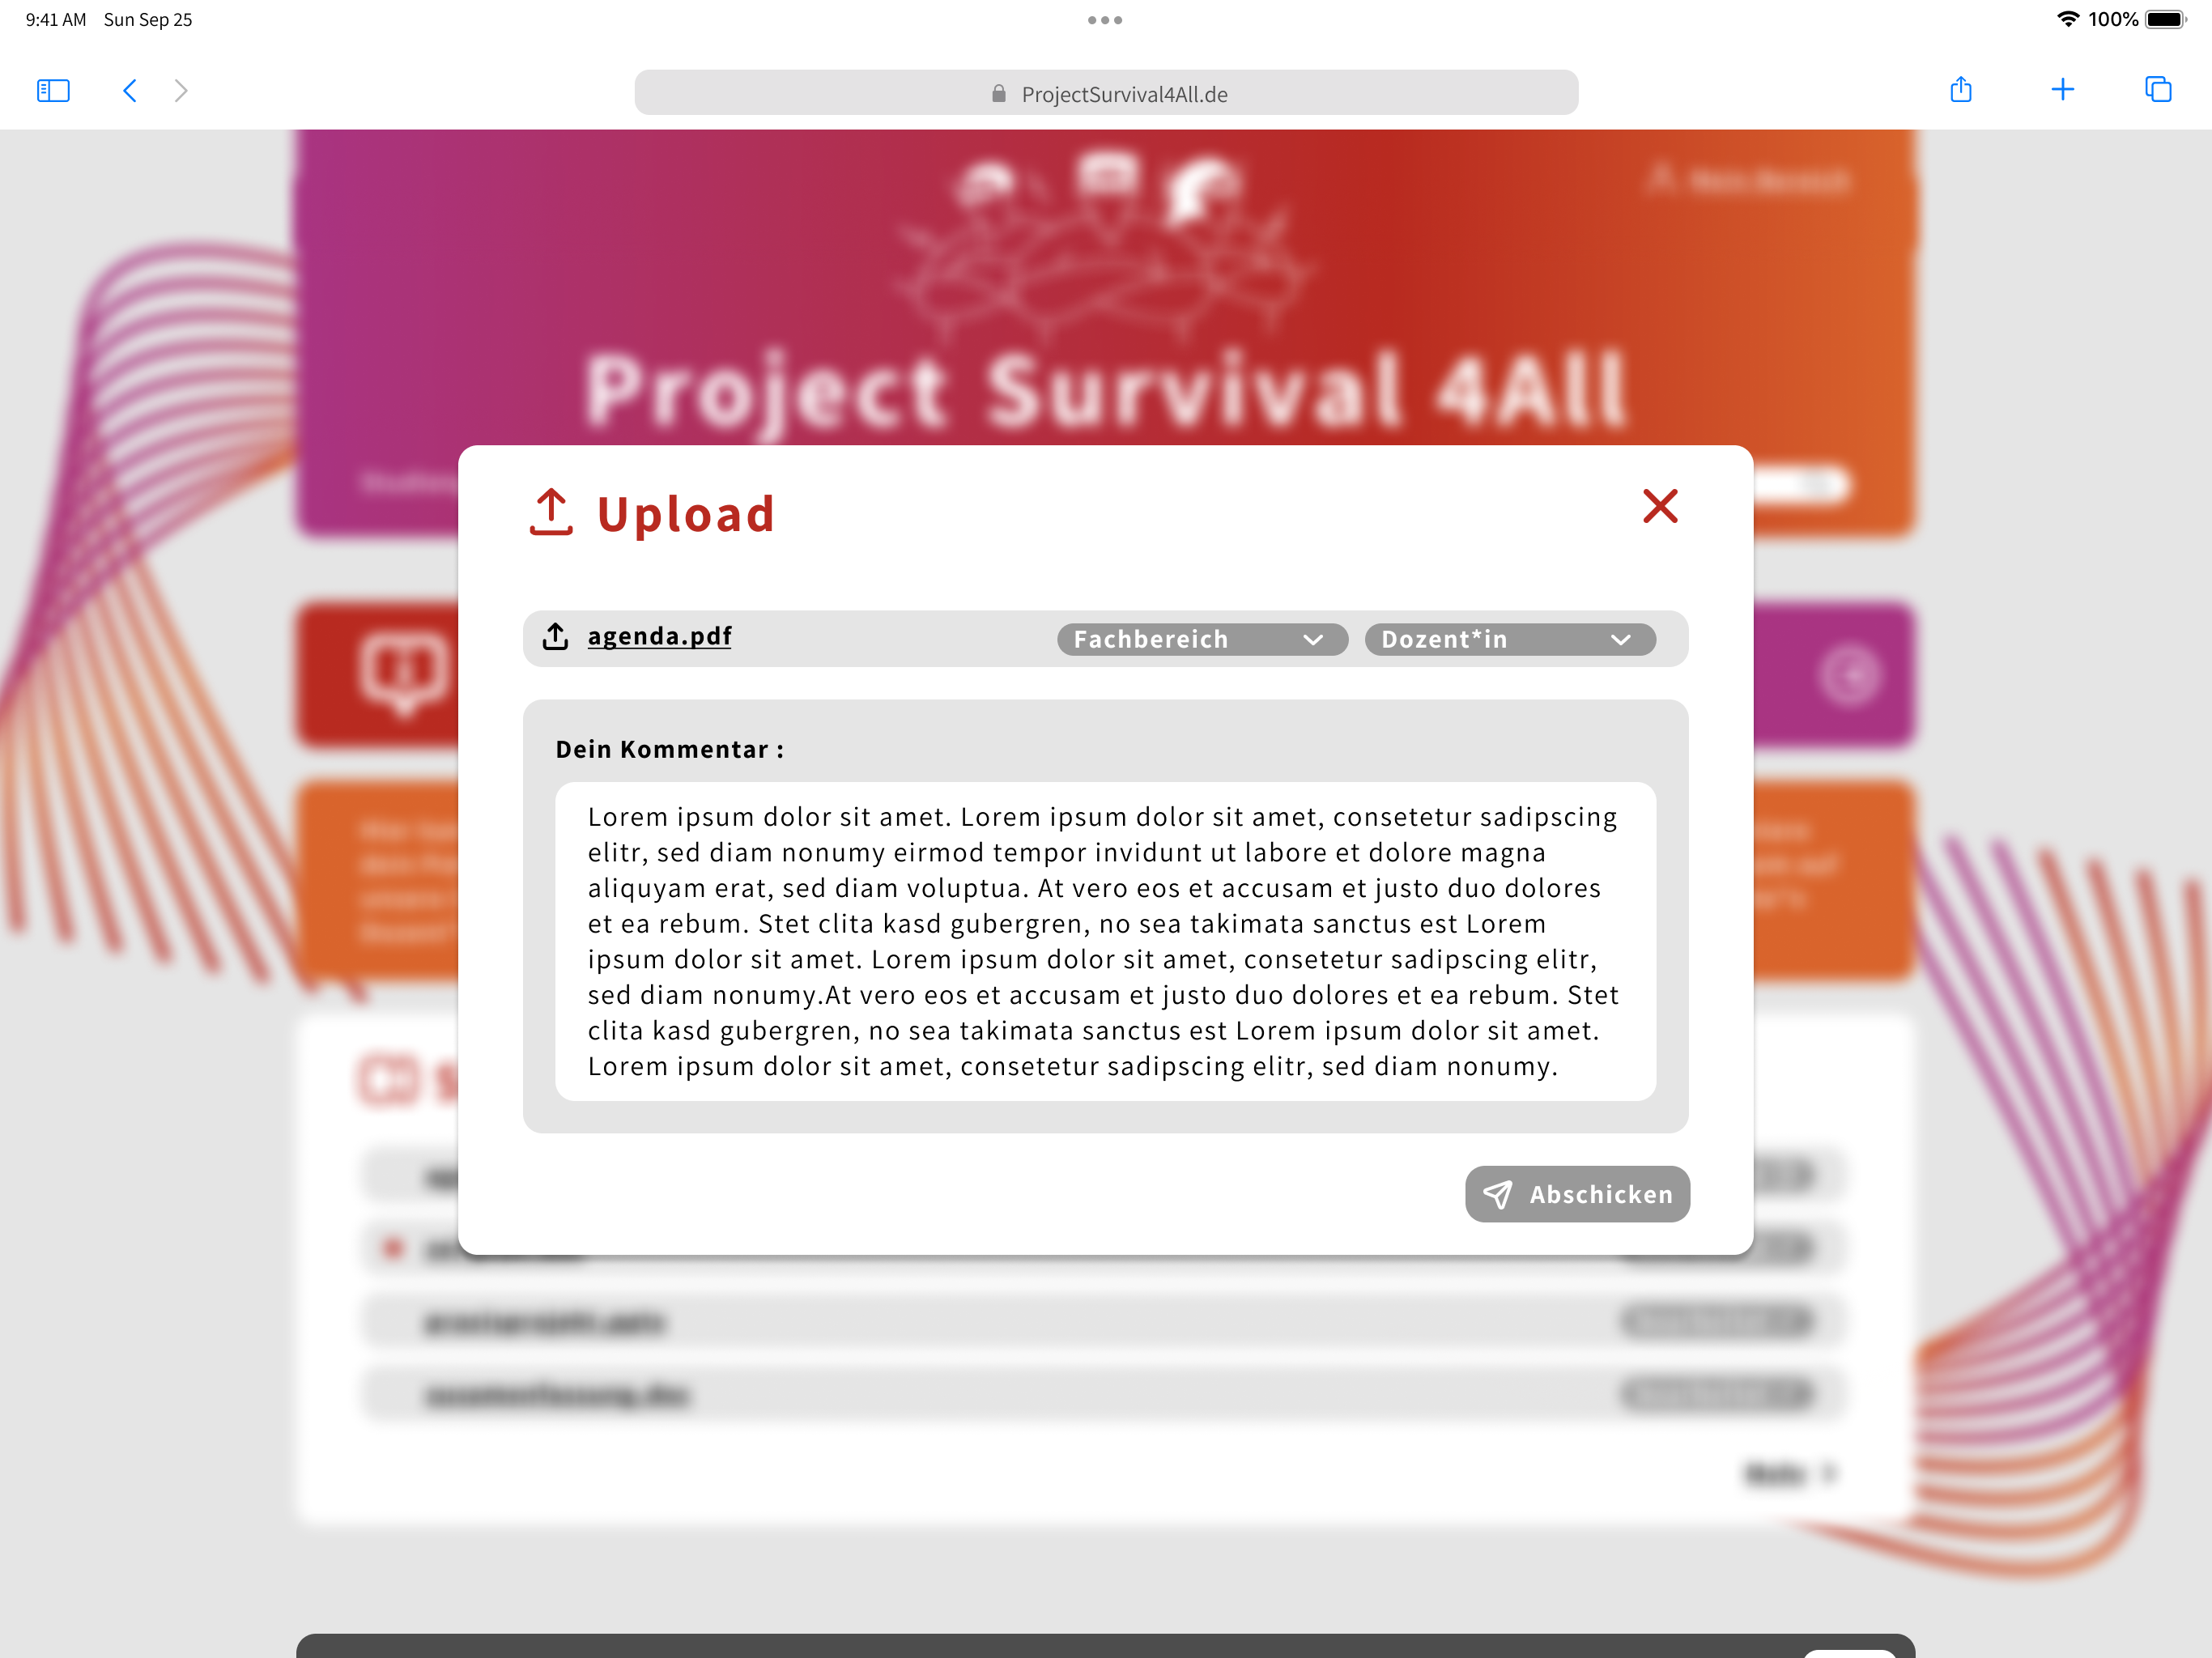 9:41 AM Sun Sep 25
100%
ProjectSurvival4All.de
Mein Bereich
Project Survival 4All
Upload
agenda.pdf
Fachbereich
Dozent*in
Dein Kommentar :
Lorem ipsum dolor sit amet. Lorem ipsum dolor sit amet, consetetur sadipscing
elitr, sed diam nonumy eirmod tempor invidunt ut labore et dolore magna
aliquyam erat, sed diam voluptua. At vero eos et accusam et justo duo dolores
et ea rebum. Stet clita kasd gubergren, no sea takimata sanctus est Lorem
ipsum dolor sit amet. Lorem ipsum dolor sit amet, consetetur sadipscing elitr,
sed diam nonumy.At vero eos et accusam et justo duo dolores et ea rebum. Stet
clita kasd gubergren, no sea takimata sanctus est Lorem ipsum dolor sit amet.
Lorem ipsum dolor sit amet, consetetur sadipscing elitr, sed diam nonumy.
Abschicken
Mehr